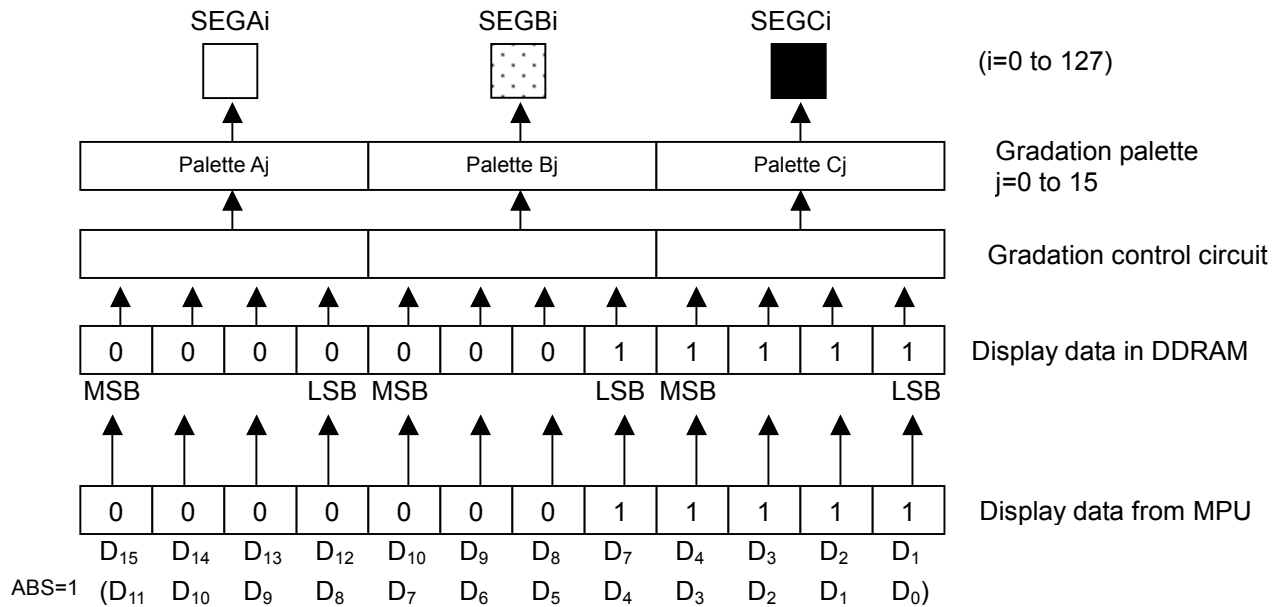 SEGAi SEGBi SEGCi
(i=0 to 127)
Palette Aj Palette Bj Palette Cj
Gradation palette
j=0 to 15
Gradation control circuit
0 0 0 0 0 0 0 1 1 1 1 1 Display data in DDRAM
MSB LSB MSB LSB MSB LSB
0 0 0 0 0 0 0 1 1 1 1 1 Display data from MPU
D15 D14 D13 D12 D10 D9 D8 D7 D4 D3 D2 D1
ABS=1 (D11 D10 D9 D8 D7 D6 D5 D4 D3 D2 D1 D0)